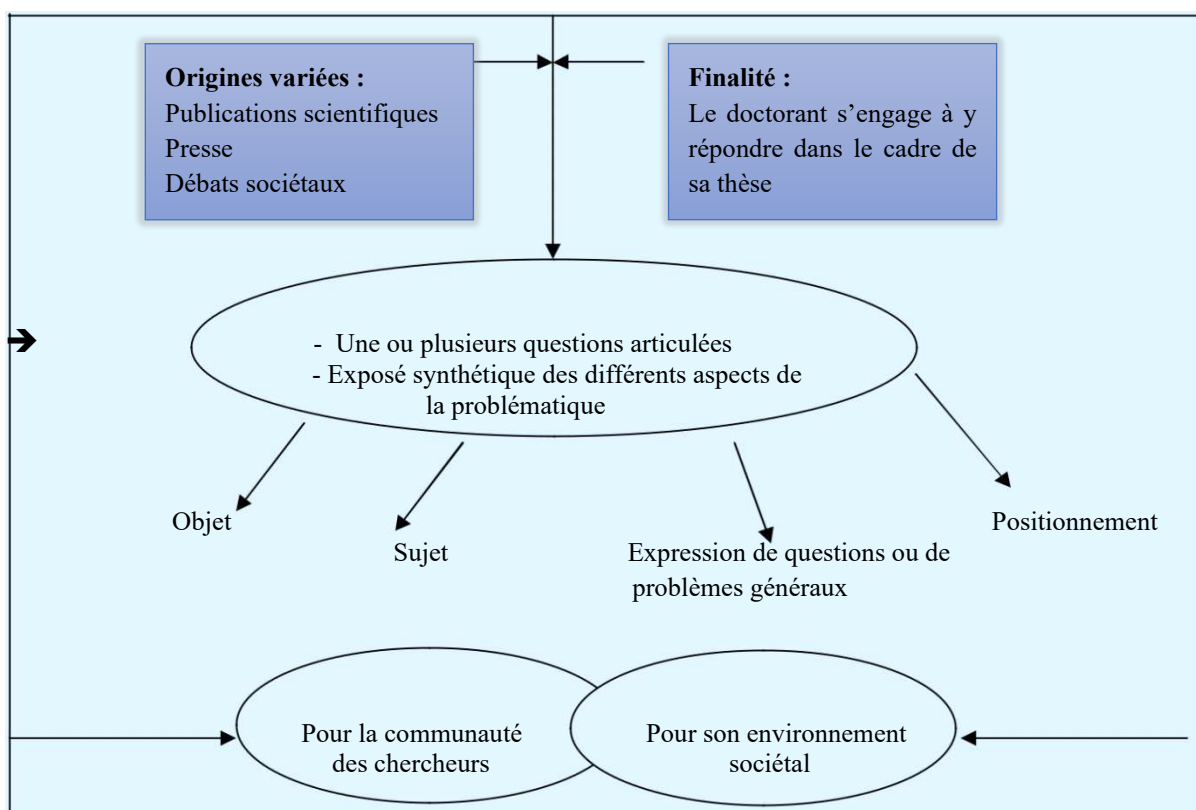 Origines variées :
Publications scientifiques
Presse
Débats sociétaux
Finalité :
Le doctorant s’engage à y
répondre dans le cadre de
sa thèse
- Une ou plusieurs questions articulées
- Exposé synthétique des différents aspects de
la problématique
Objet
Sujet
Expression de questions ou de
problèmes généraux
Positionnement
Pour la communauté
des chercheurs
Pour son environnement
sociétal